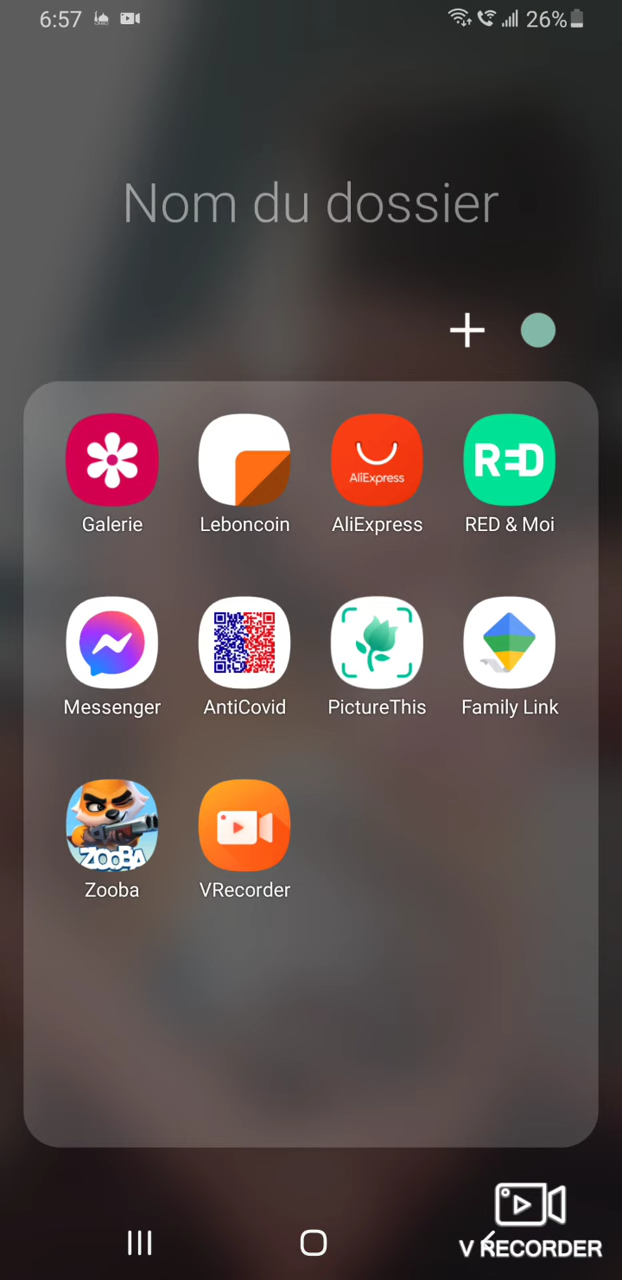 6:57 26%
Nom du dossier
AliExpress
RED
Galerie Leboncoin AliExpress RED & Moi
Messenger AntiCovid PictureThis Family Link
ZOOBA
Zooba VRecorder
V RECORDER